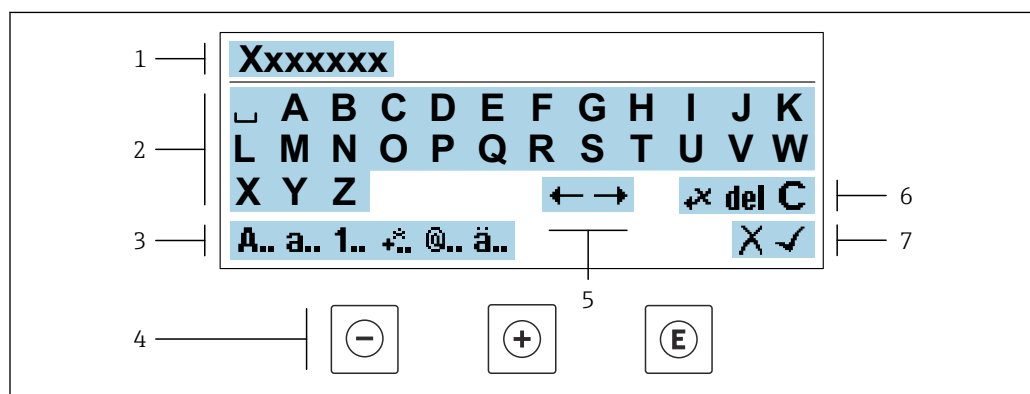 1 Xxxxxxx
2 ␣ A B C D E F G H I J K
L M N O P Q R S T U V W
X Y Z ← → +x del C 6
3 A.. a.. 1.. +*.. @.. ä.. X ✓ 7
5
4 − + E